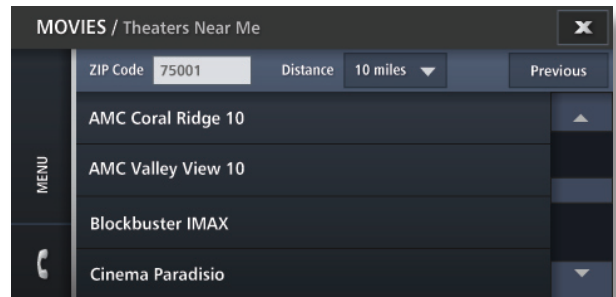 MOVIES / Theaters Near Me
ZIP Code 75001 Distance 10 miles Previous
AMC Coral Ridge 10
AMC Valley View 10
Blockbuster IMAX
Cinema Paradisio
MENU